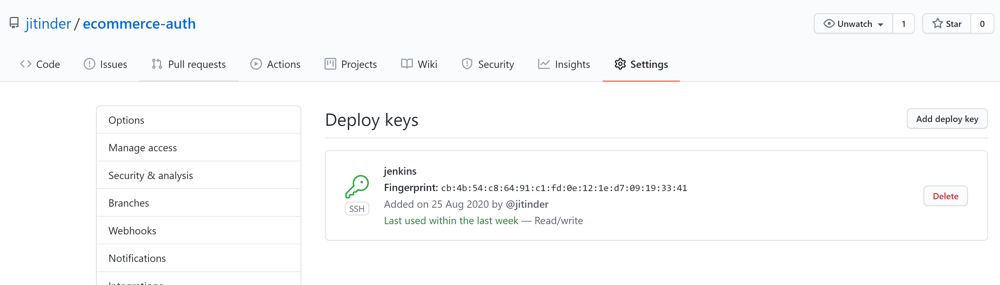 jitinder / ecommerce-auth
Unwatch 1
Star 0
Code Issues Pull requests Actions Projects Wiki Security Insights Settings
Options
Manage access
Security & analysis
Branches
Webhooks
Notifications
Integrations
Deploy keys
Add deploy key
jenkins
Fingerprint: cb:4b:54:c8:64:91:c1:fd:0e:12:1e:d7:09:19:33:41
Added on 25 Aug 2020 by @jitinder
Last used within the last week — Read/write
SSH
Delete